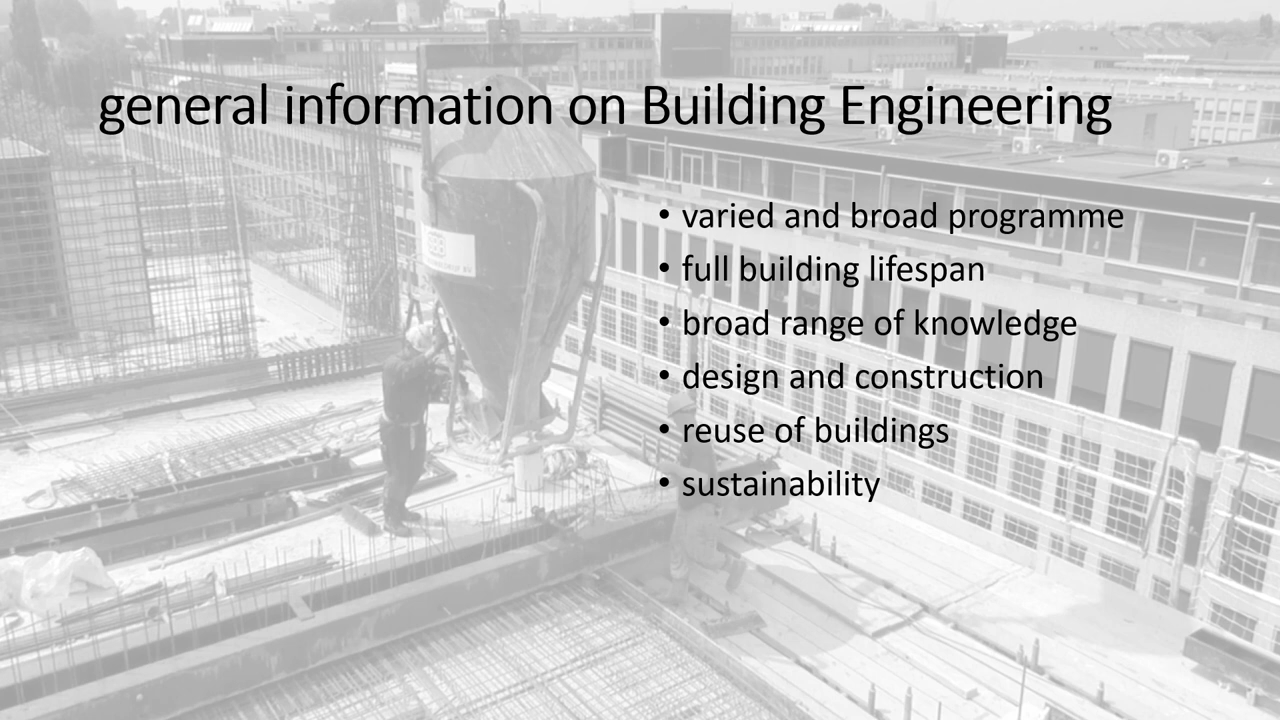 general information on Building Engineering
• varied and broad programme
• full building lifespan
• broad range of knowledge
• design and construction
• reuse of buildings
• sustainability